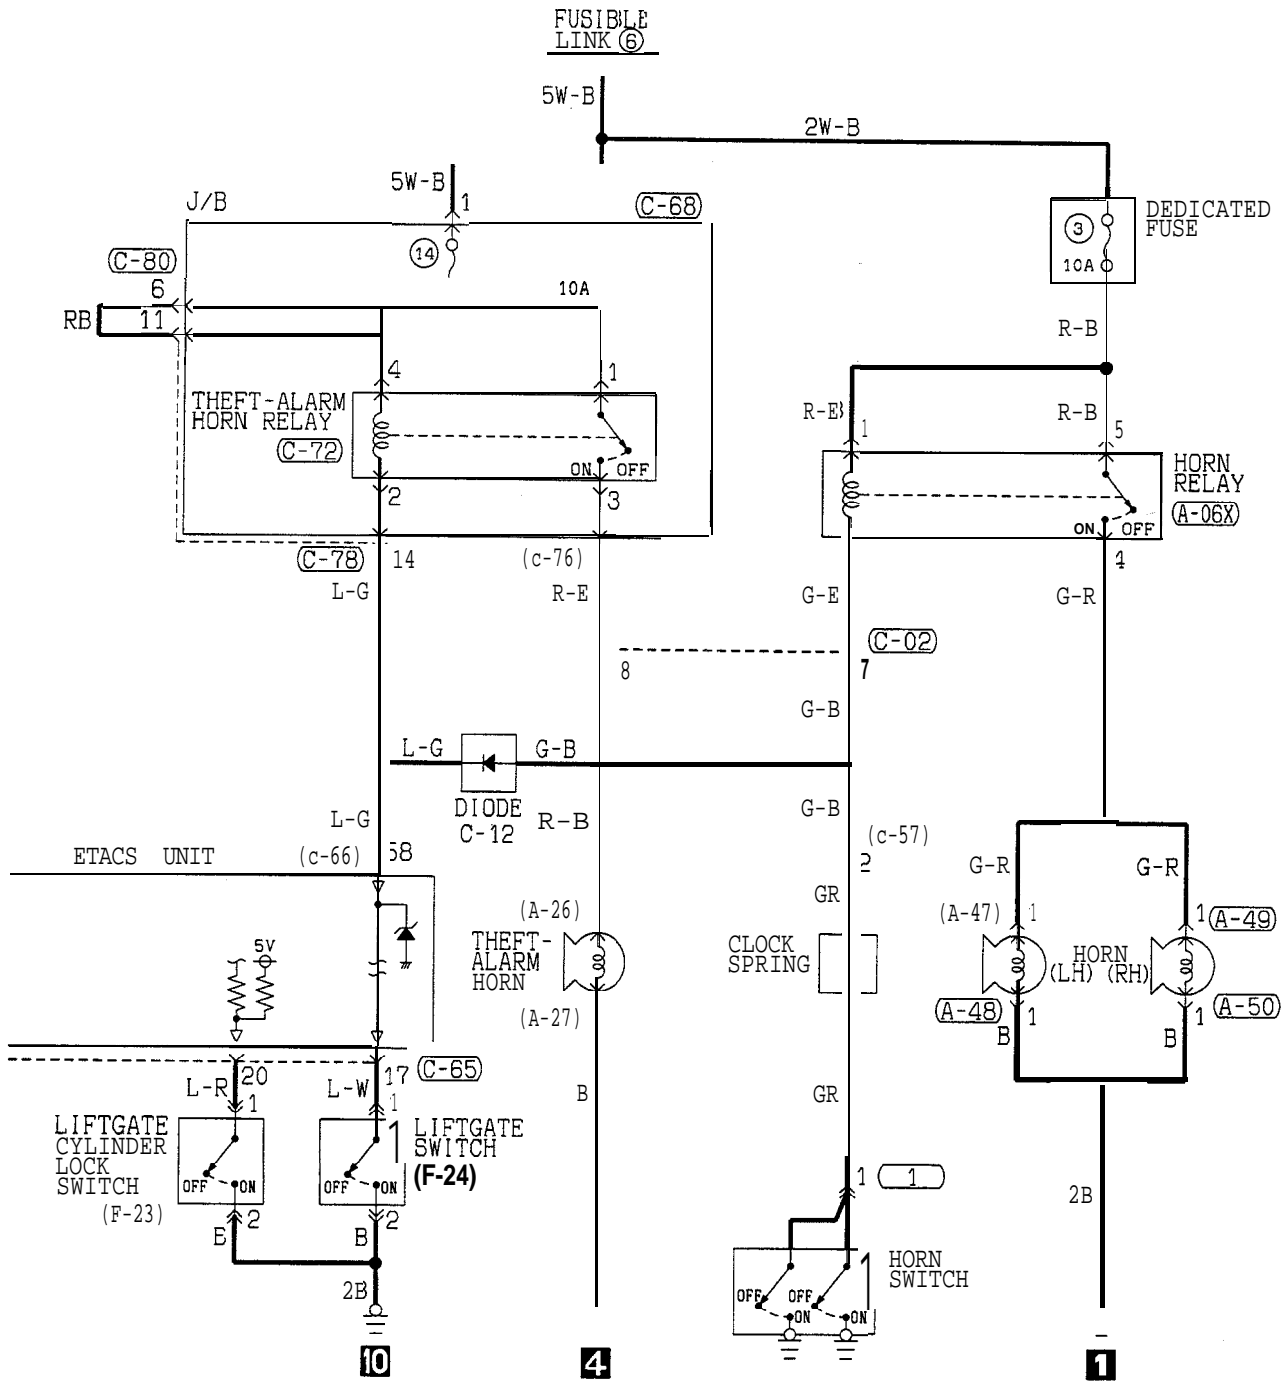 FUSIBLE
LINK 6
5W-B
2W-B
5W-B
1
J/B
C-68
DEDICATED
FUSE
3
10A
14
C-80
6
10A
RB
11
R-B
4
1
THEFT-ALARM
HORN RELAY
C-72
ON OFF
2
3
R-B
1
5
HORN
RELAY
A-06X
ON OFF
4
C-78
14
(c-76)
L-G
R-E
G-E
G-R
C-02
8
7
G-B
L-G
G-B
DIODE
C-12
R-B
G-B
(c-57)
2
L-G
ETACS UNIT
(c-66)
58
G-R
G-R
GR
(A-26)
(A-47)
1
1
A-49
THEFT-
ALARM
HORN
CLOCK
SPRING
HORN
(LH) (RH)
5V
(A-27)
A-48
1
1
A-50
B
B
20
17
C-65
L-R
L-W
B
GR
1
1
LIFTGATE
CYLINDER
LOCK
SWITCH
(F-23)
OFF ON
OFF ON
LIFTGATE
SWITCH
(F-24)
1
1
2B
2
2
E
B
2B
HORN
SWITCH
OFF
OFF
ON
ON
10
4
1